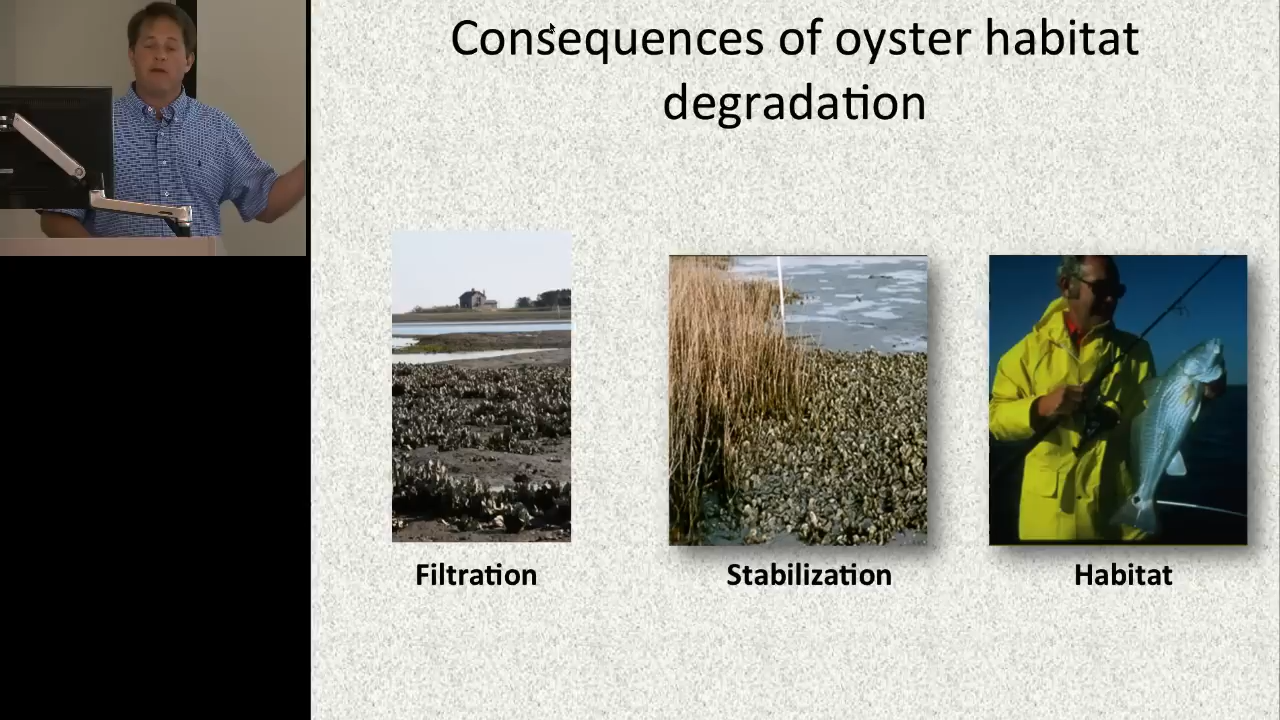 Consequences of oyster habitat
degradation
Filtration
Stabilization
Habitat